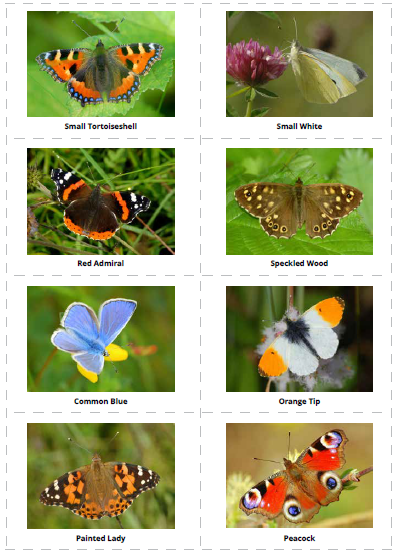 Small Tortoiseshell
Small White
Red Admiral
Speckled Wood
Common Blue
Orange Tip
Painted Lady
Peacock